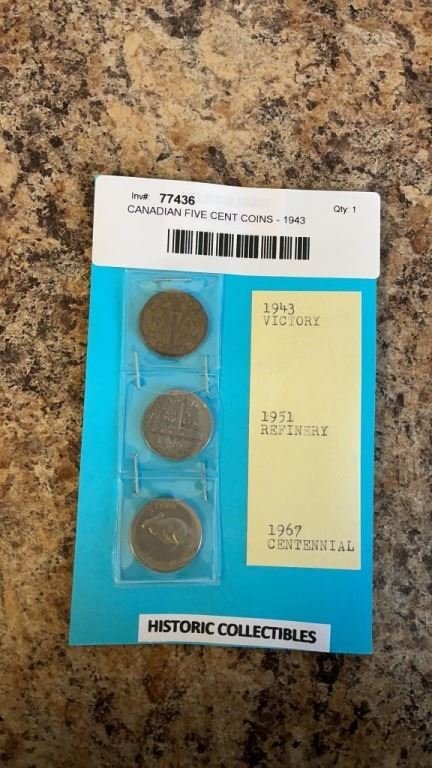 Inv#: 77436
Qty: 1
CANADIAN FIVE CENT COINS - 1943
1943
VICTORY
1951
REFINERY
1967
CENTENNIAL
HISTORIC COLLECTIBLES